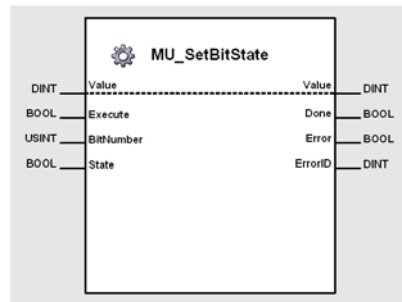 MU_SetBitState
DINT Value Value DINT
BOOL Execute Done BOOL
USINT BitNumber Error BOOL
BOOL State ErrorID DINT